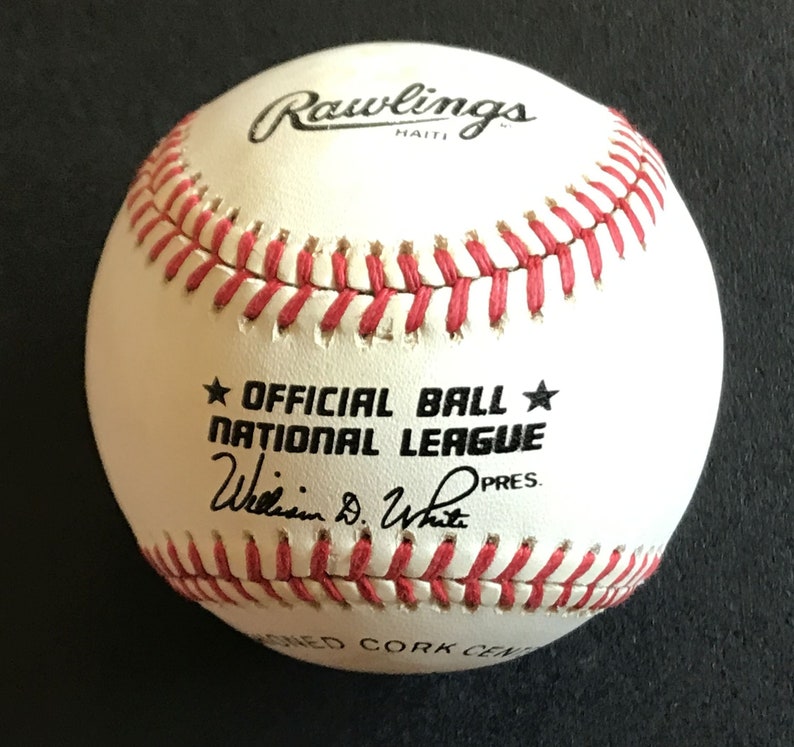 Rawlings
HAITI
★ OFFICIAL BALL ★
NATIONAL LEAGUE
William D. White PRES.
CORK